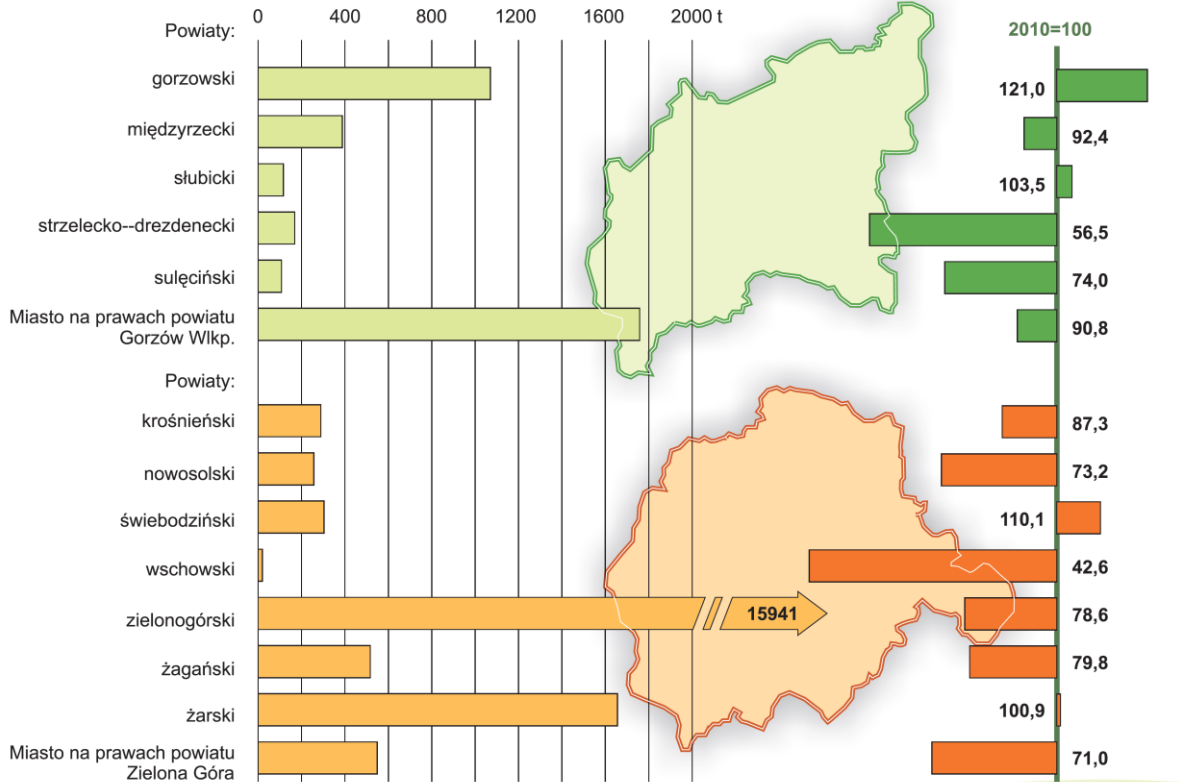 0 400 800 1200 1600 2000 t
Powiaty:
2010=100
gorzowski 121,0
międzyrzecki 92,4
słubicki 103,5
strzelecko--drezdenecki 56,5
sulęciński 74,0
Miasto na prawach powiatu
Gorzów Wlkp. 90,8
Powiaty:
krośnieński 87,3
nowosolski 73,2
świebodziński 110,1
wschowski 42,6
zielonogórski 15941 78,6
żagański 79,8
żarski 100,9
Miasto na prawach powiatu
Zielona Góra 71,0